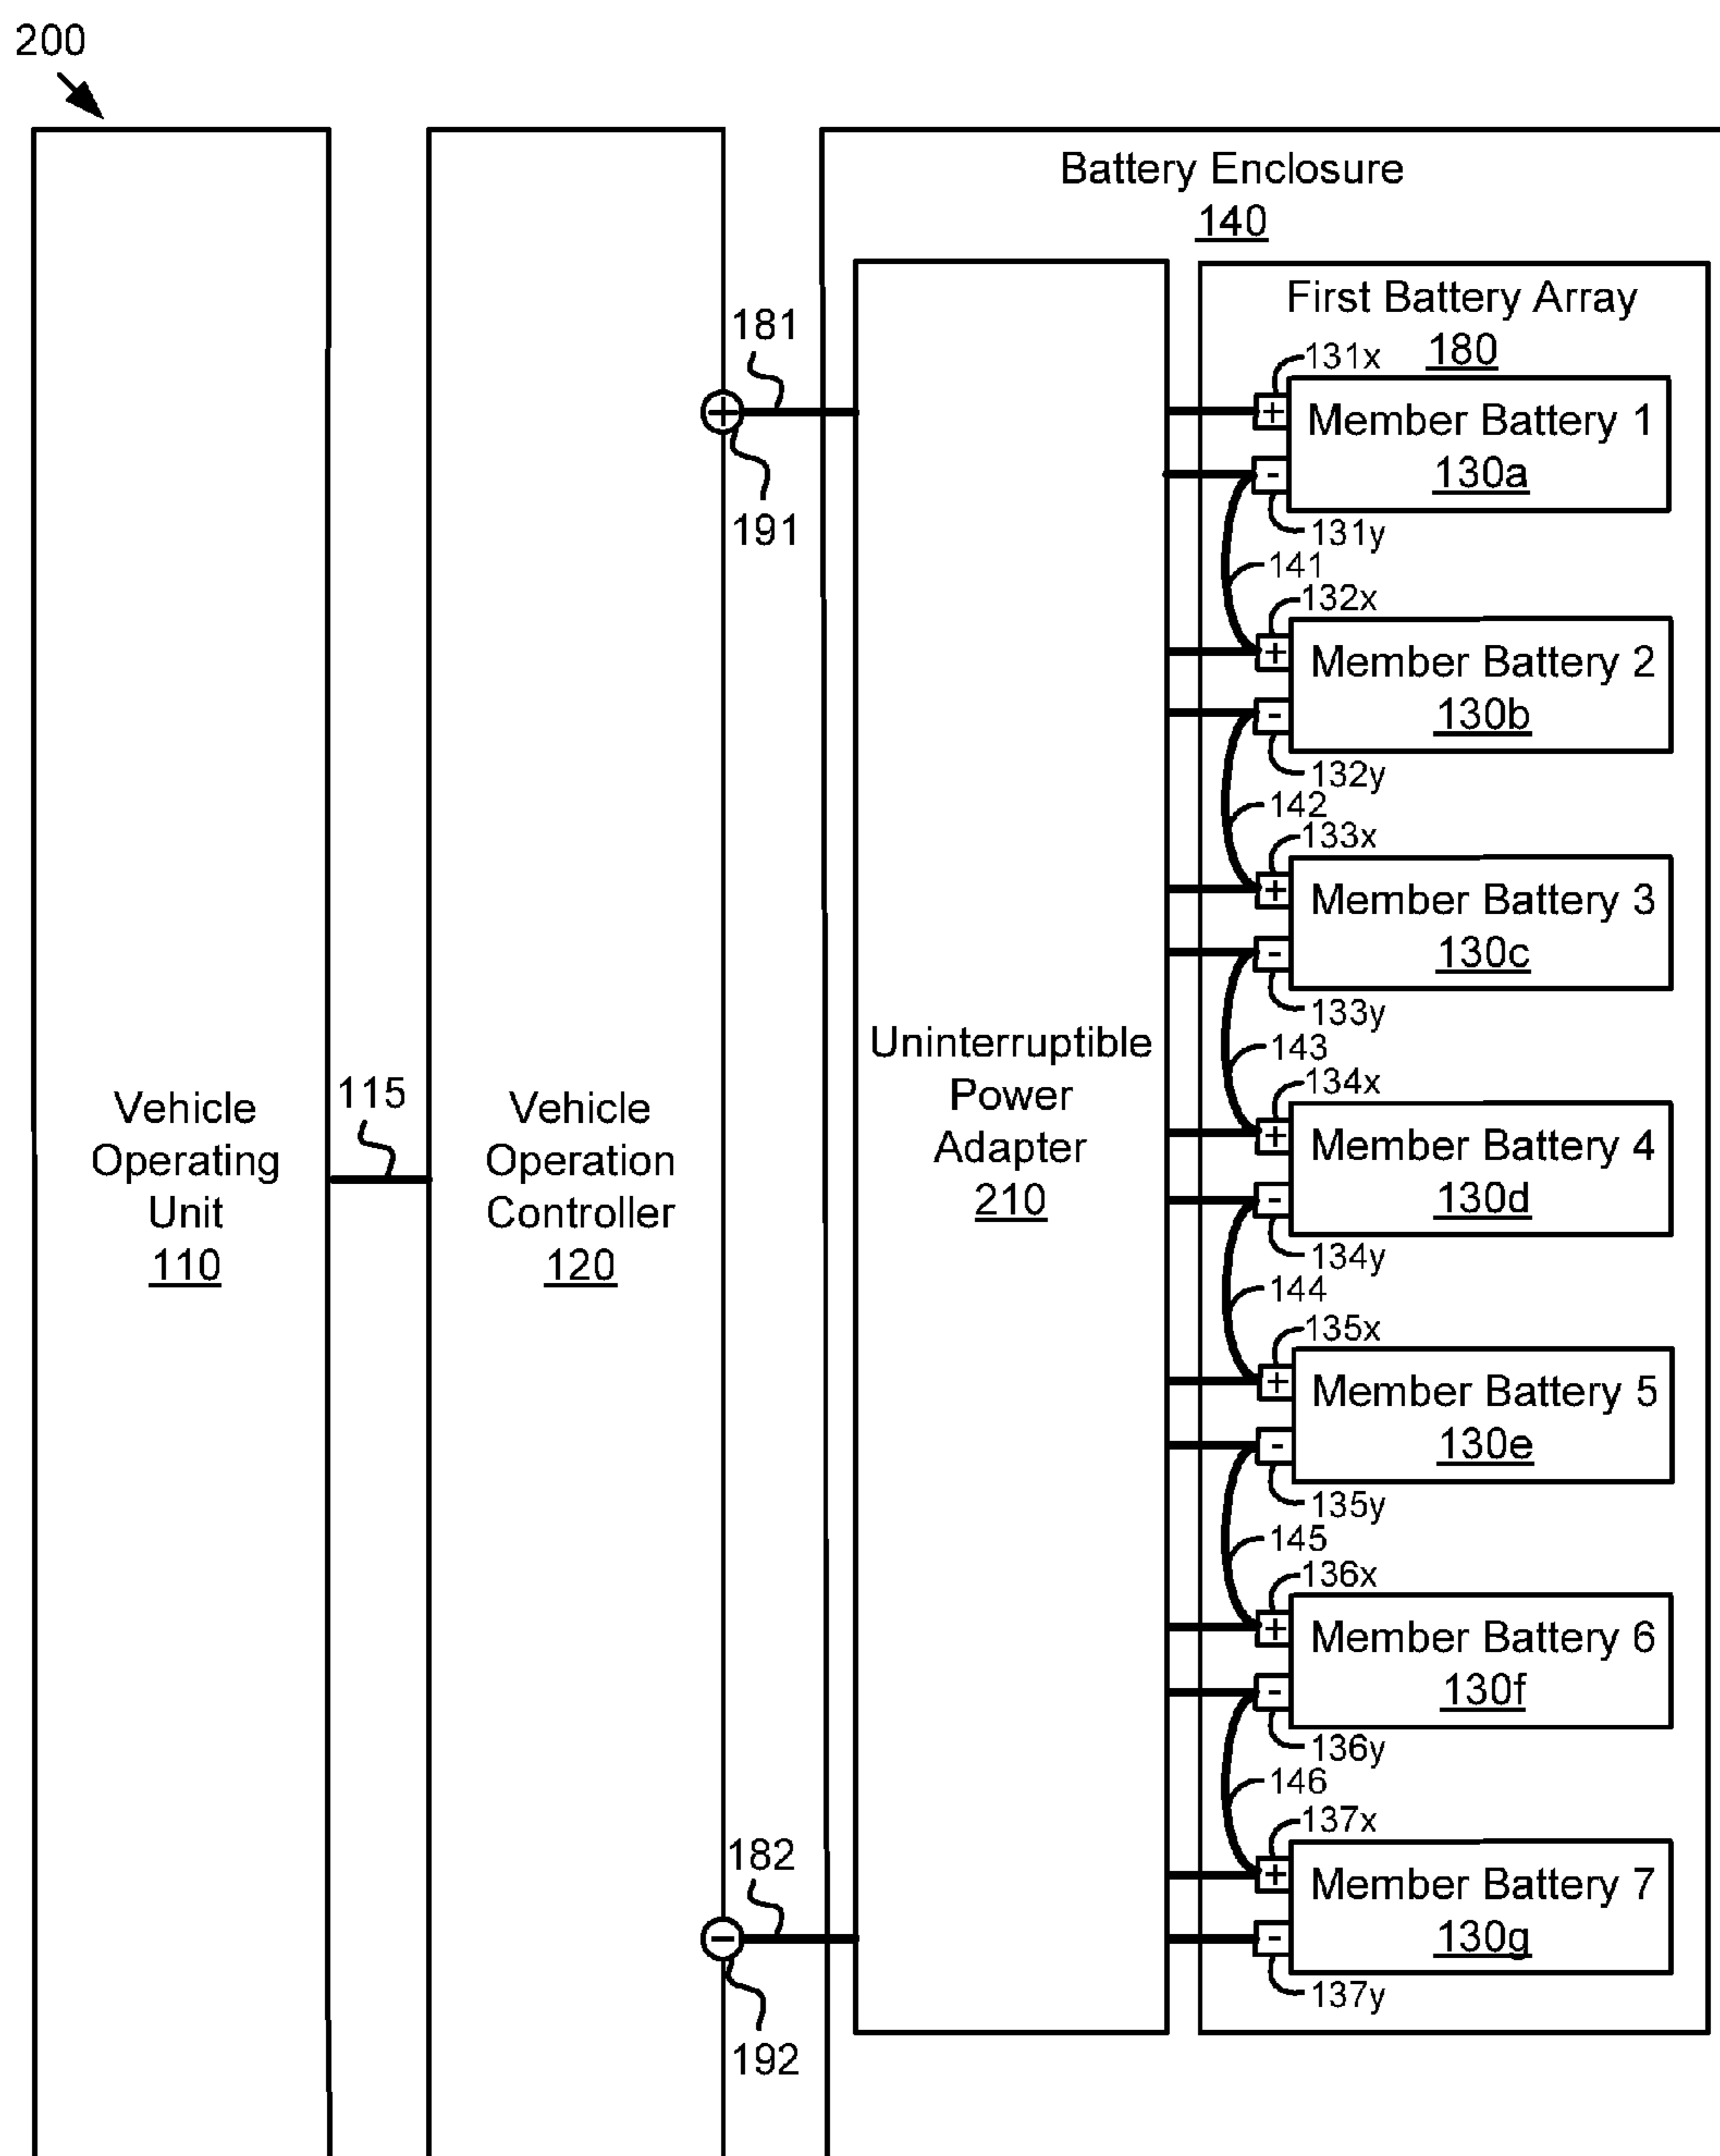 200
Battery Enclosure
140
First Battery Array
180
181
191
131x
Member Battery 1
130a
131y
141
132x
Member Battery 2
130b
132y
142
133x
Member Battery 3
130c
133y
143
Uninterruptible
Power
Adapter
210
Vehicle
Operating
Unit
110
115
Vehicle
Operation
Controller
120
134x
Member Battery 4
130d
134y
144
135x
Member Battery 5
130e
135y
145
136x
Member Battery 6
130f
136y
146
137x
Member Battery 7
130g
137y
182
192